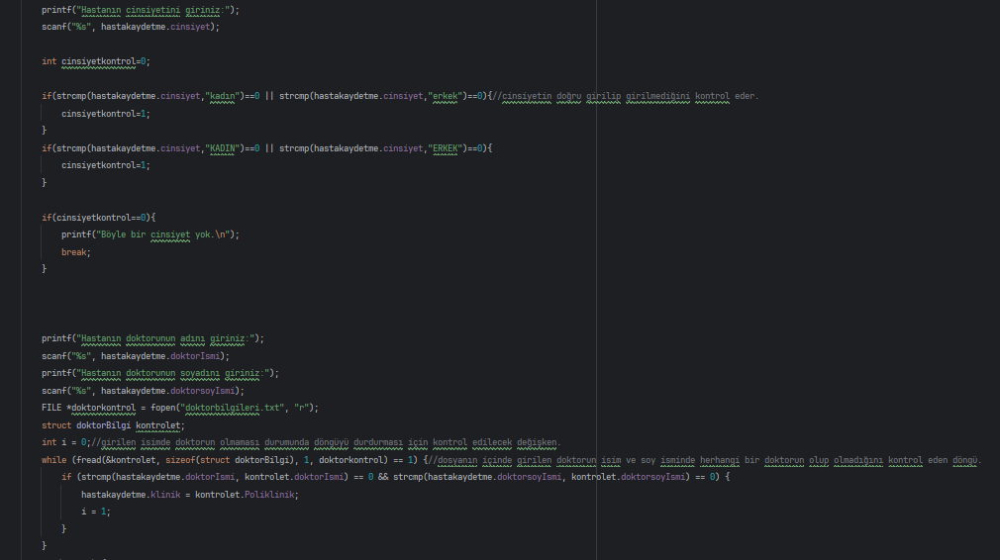 printf("Hastanın cinsiyetini giriniz:");
scanf("%s", hastakaydetme.cinsiyet);
int cinsiyetkontrol=0;
if(strcmp(hastakaydetme.cinsiyet,"kadın")==0 || strcmp(hastakaydetme.cinsiyet,"erkek")==0){//cinsiyetin doğru girilip girilmediğini kontrol eder.
cinsiyetkontrol=1;
}
if(strcmp(hastakaydetme.cinsiyet,"KADIN")==0 || strcmp(hastakaydetme.cinsiyet,"ERKEK")==0){
cinsiyetkontrol=1;
}
if(cinsiyetkontrol==0){
printf("Böyle bir cinsiyet yok.\n");
break;
}
printf("Hastanın doktorunun adını giriniz:");
scanf("%s", hastakaydetme.doktorIsmi);
printf("Hastanın doktorunun soyadını giriniz:");
scanf("%s", hastakaydetme.doktorsoyIsmi);
FILE *doktorkontrol = fopen("doktorbilgileri.txt", "r");
struct doktorBilgi kontrolet;
int i = 0;//girilen isimde doktorun olmaması durumunda döngüyü durdurması için kontrol edilecek değişken.
while (fread(&kontrolet, sizeof(struct doktorBilgi), 1, doktorkontrol) == 1) {//dosyanın içinde girilen doktorun isim ve soy isminde herhangi bir doktorun olup olmadığını kontrol eden döngü.
if (strcmp(hastakaydetme.doktorIsmi, kontrolet.doktorIsmi) == 0 && strcmp(hastakaydetme.doktorsoyIsmi, kontrolet.doktorsoyIsmi) == 0) {
hastakaydetme.klinik = kontrolet.Poliklinik;
i = 1;
}
}